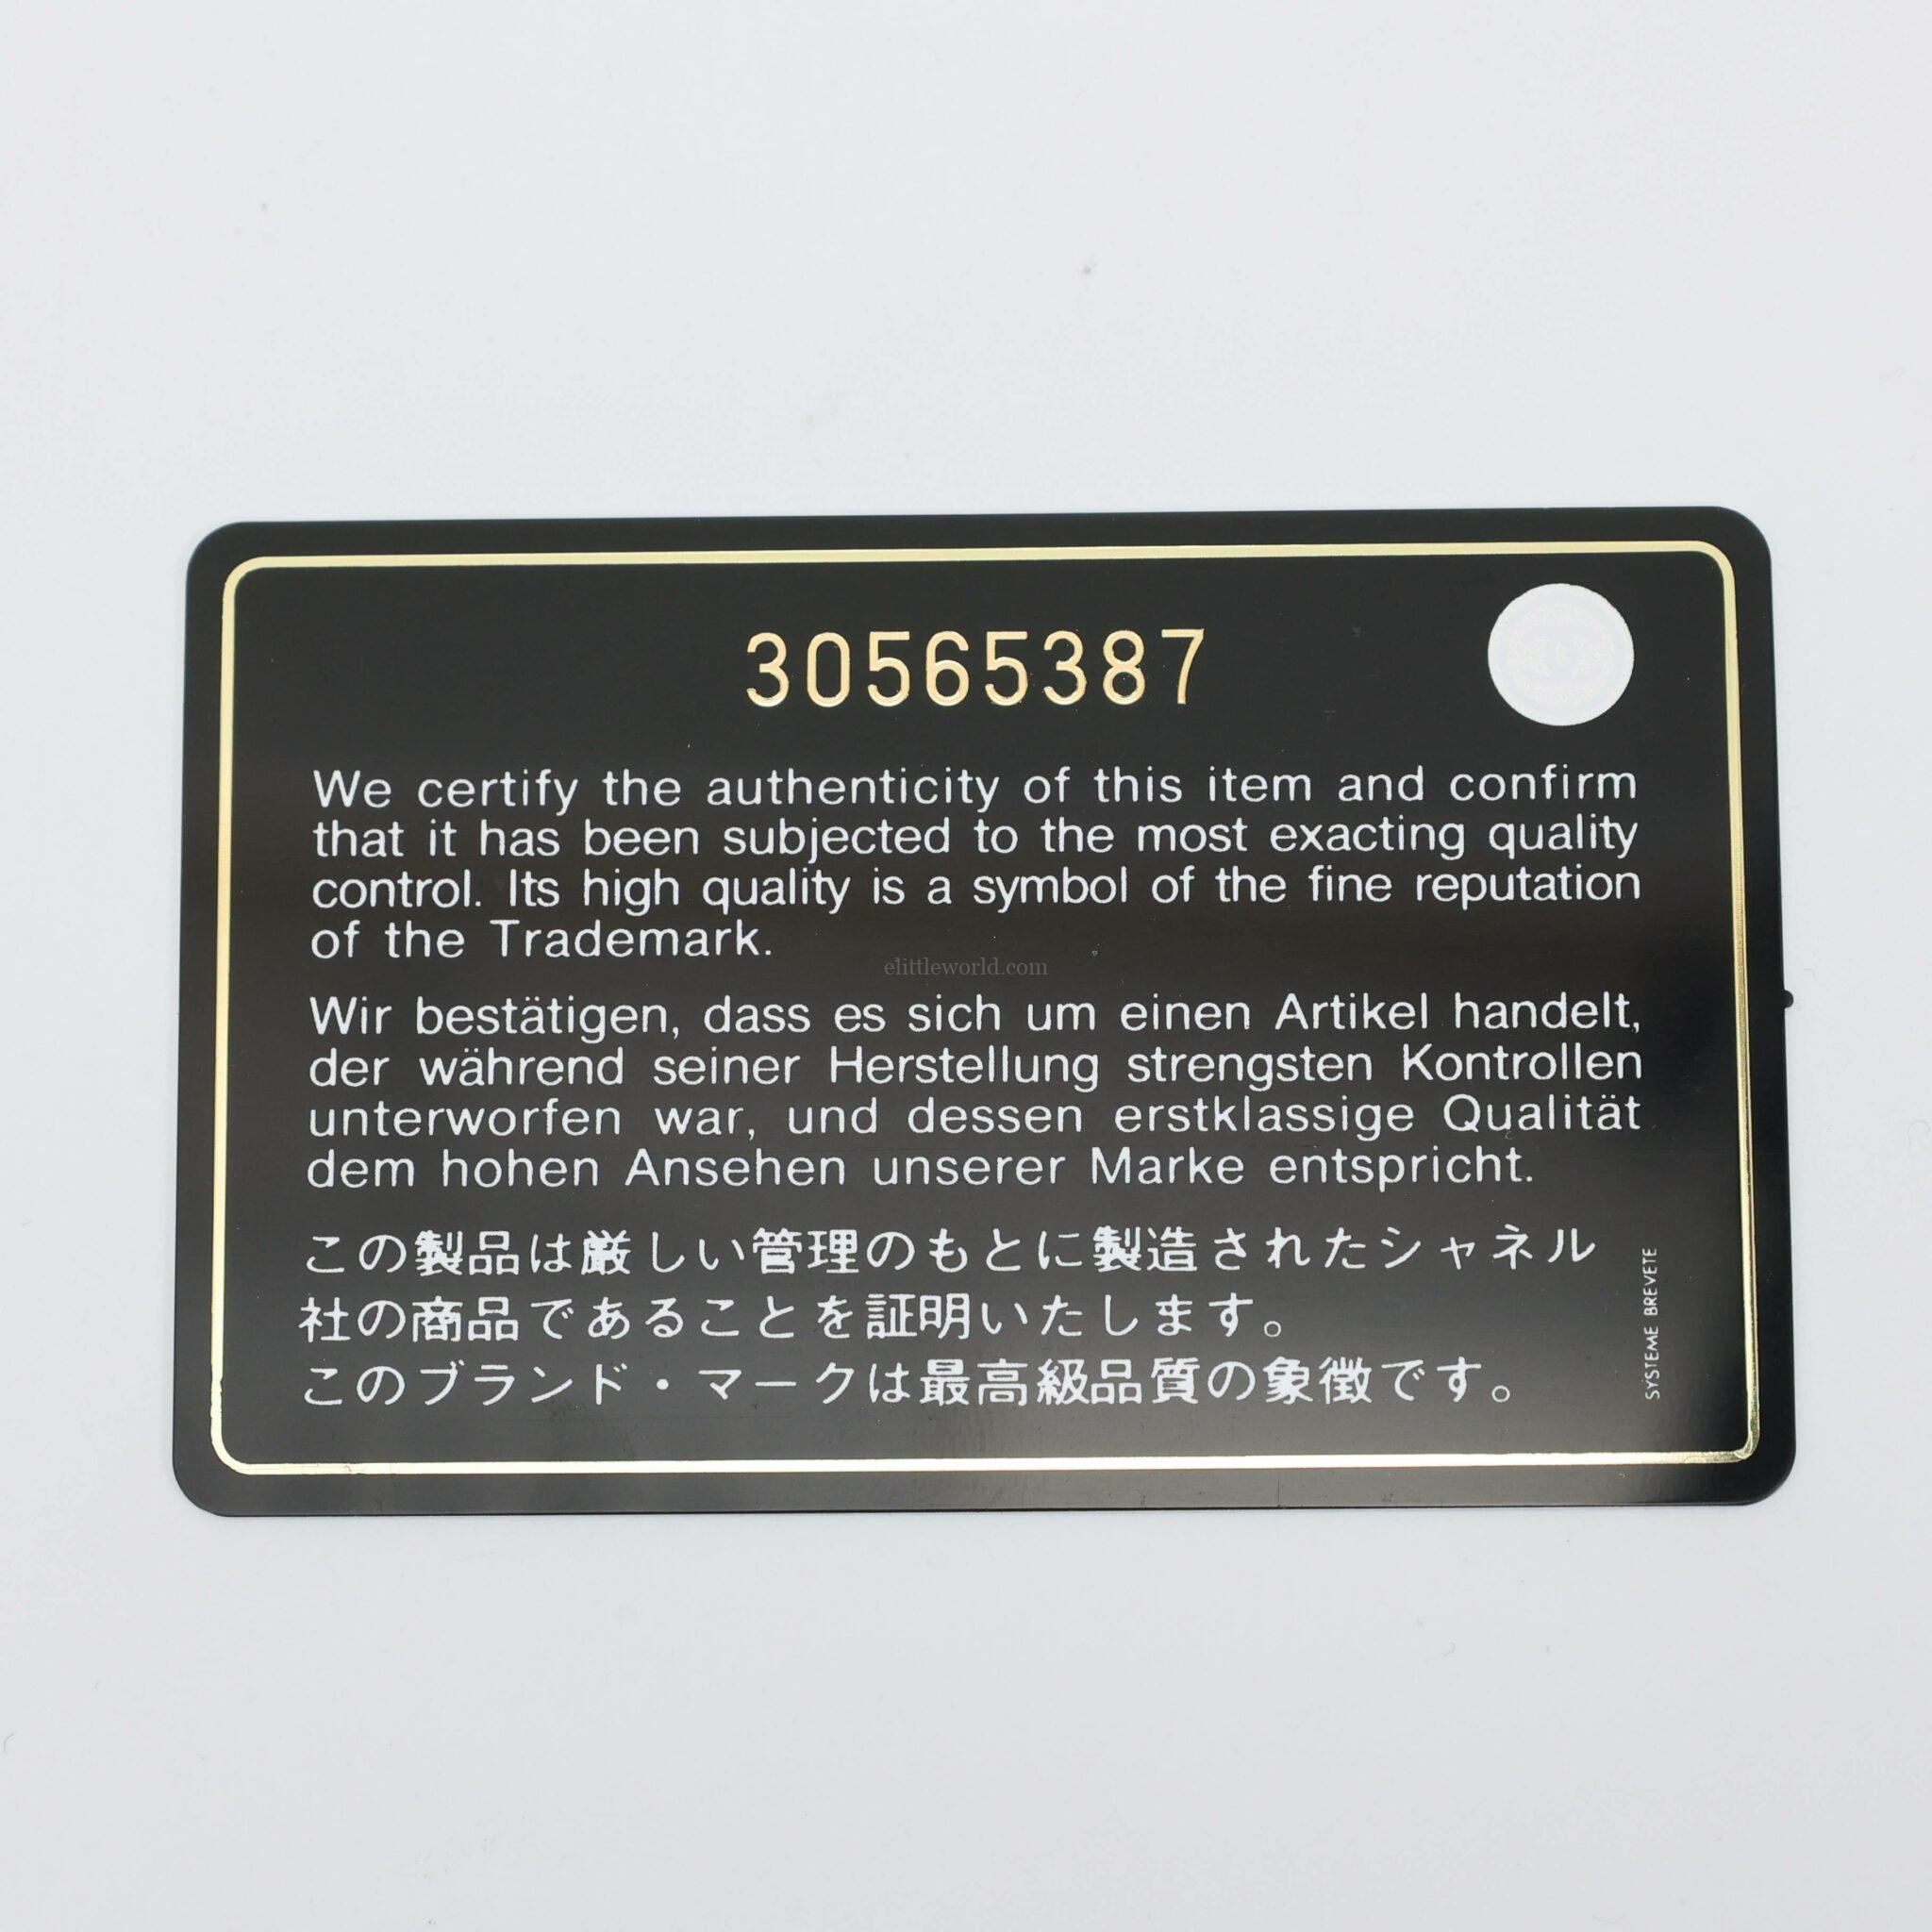 30565387
We certify the authenticity of this item and confirm
that it has been subjected to the most exacting quality
control. Its high quality is a symbol of the fine reputation
of the Trademark.
elittleworld.com
Wir bestätigen, dass es sich um einen Artikel handelt,
der während seiner Herstellung strengsten Kontrollen
unterworfen war, und dessen erstklassige Qualität
dem hohen Ansehen unserer Marke entspricht.
この製品は厳しい管理のもとに製造されたシャネル
社の商品であることを証明いたします。
このブランド・マークは最高級品質の象徴です。
SYSTEME BREVETE